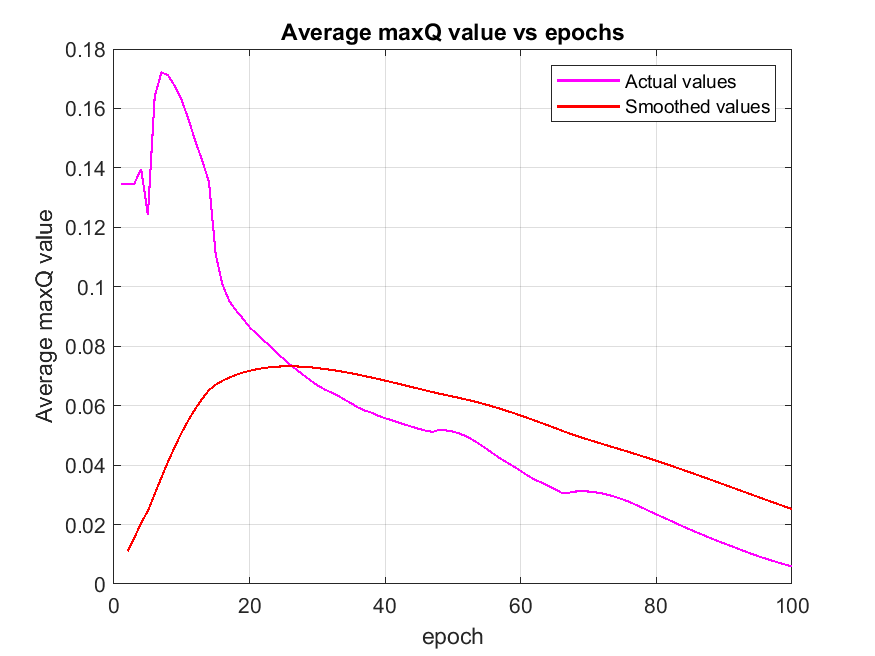 Average maxQ value vs epochs
Actual values
Smoothed values
Average maxQ value
0.18
0.16
0.14
0.12
0.1
0.08
0.06
0.04
0.02
0
0 20 40 60 80 100
epoch